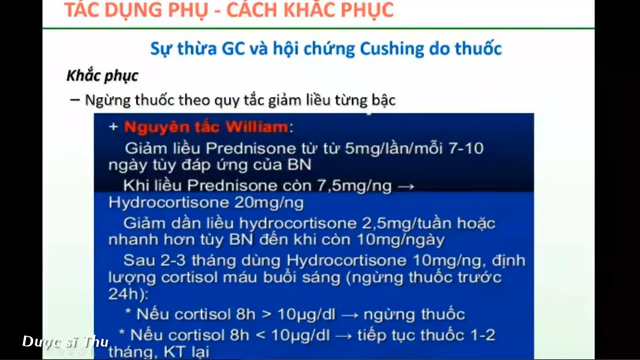 TÁC DỤNG PHỤ - CÁCH KHẮC PHỤC
Sự thừa GC và hội chứng Cushing do thuốc
Khắc phục
– Ngừng thuốc theo quy tắc giảm liều từng bậc
+ Nguyên tắc William:
Giảm liều Prednisone từ từ 5mg/lần/mỗi 7-10
ngày tùy đáp ứng của BN
Khi liều Prednisone còn 7,5mg/ng →
Hydrocortisone 20mg/ng
Giảm dần liều hydrocortisone 2,5mg/tuần hoặc
nhanh hơn tùy BN đến khi còn 10mg/ngày
Sau 2-3 tháng dùng Hydrocortisone 10mg/ng, định
lượng cortisol máu buổi sáng (ngừng thuốc trước
24h):
* Nếu cortisol 8h > 10µg/dl → ngừng thuốc
* Nếu cortisol 8h < 10µg/dl → tiếp tục thuốc 1-2
tháng, KT lại
Dược sĩ Thu